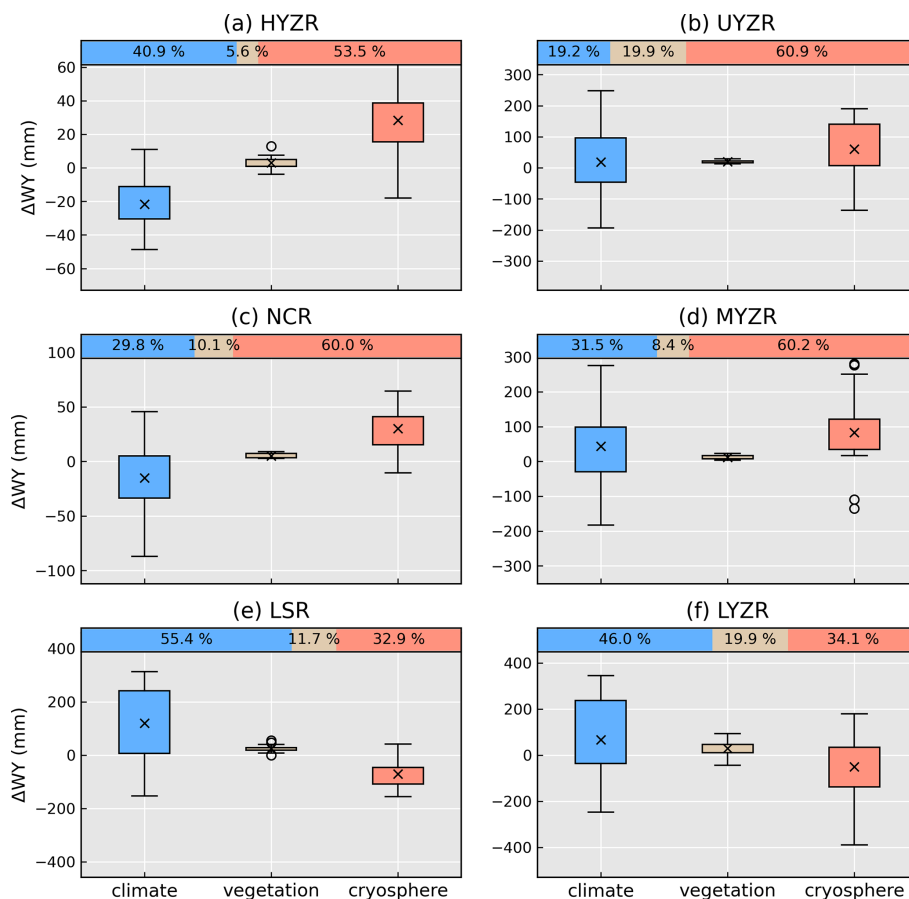 (a) HYZR
40.9 % 5.6 % 53.5 %
60
40
20
0
−20
−40
−60
ΔWY (mm)
(b) UYZR
19.2 % 19.9 % 60.9 %
300
200
100
0
−100
−200
−300
(c) NCR
29.8 % 10.1 % 60.0 %
100
50
0
−50
−100
ΔWY (mm)
(d) MYZR
31.5 % 8.4 % 60.2 %
300
200
100
0
−100
−200
−300
(e) LSR
55.4 % 11.7 % 32.9 %
400
200
0
−200
−400
ΔWY (mm)
climate vegetation cryosphere
(f) LYZR
46.0 % 19.9 % 34.1 %
400
200
0
−200
−400
climate vegetation cryosphere